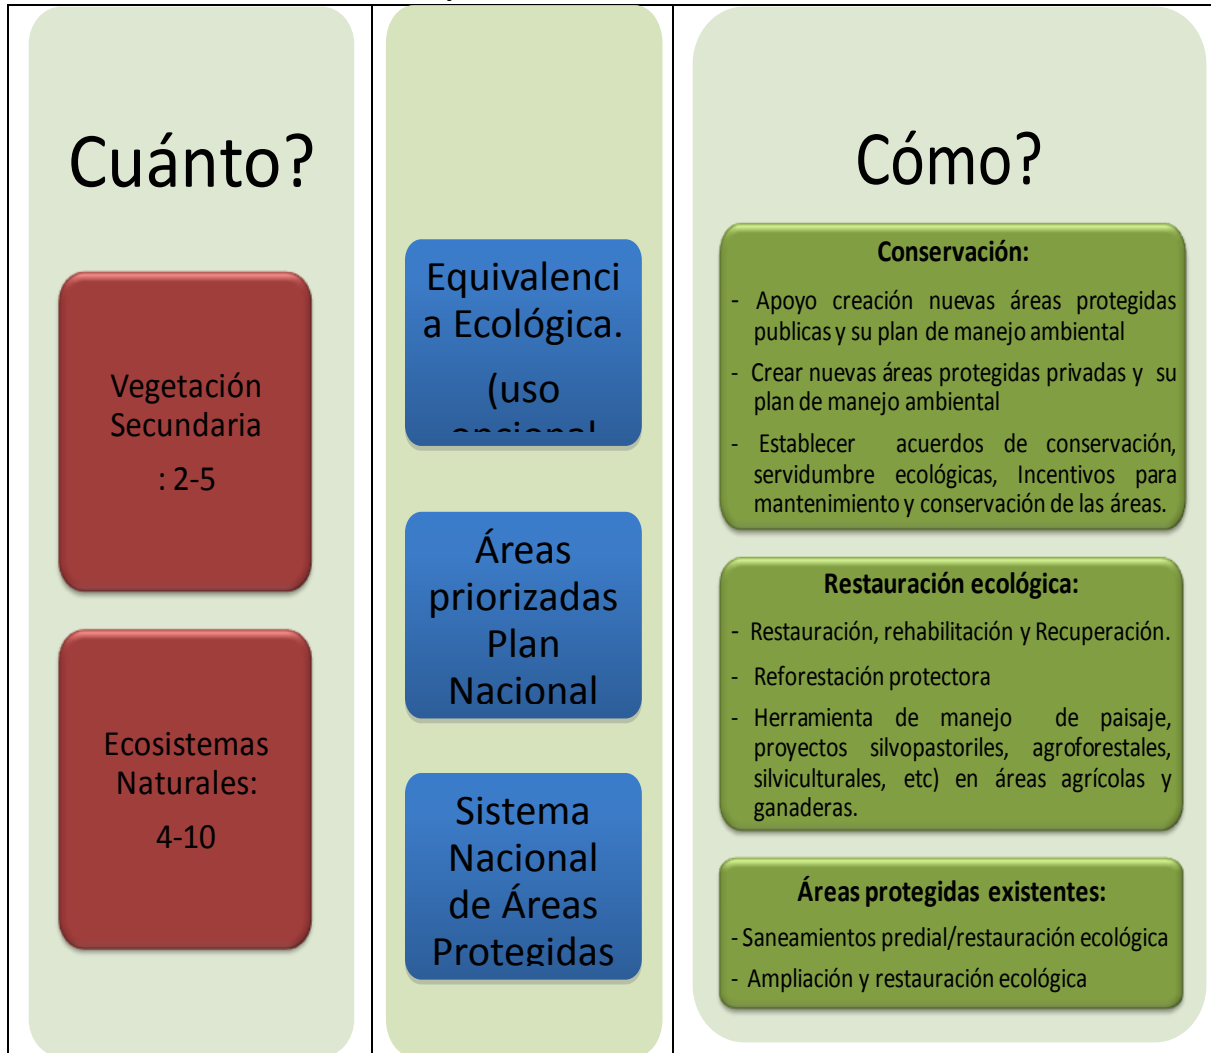 Cuánto?
Vegetación
Secundaria
: 2-5
Ecosistemas
Naturales:
4-10
Equivalenci
a Ecológica.
(uso
Áreas
priorizadas
Plan
Nacional
Sistema
Nacional
de Áreas
Protegidas
Cómo?
Conservación:
- Apoyo creación nuevas áreas protegidas
publicas y su plan de manejo ambiental
- Crear nuevas áreas protegidas privadas y su
plan de manejo ambiental
- Establecer acuerdos de conservación,
servidumbre ecológicas, Incentivos para
mantenimiento y conservación de las áreas.
Restauración ecológica:
- Restauración, rehabilitación y Recuperación.
- Reforestación protectora
- Herramienta de manejo de paisaje,
proyectos silvopastoriles, agroforestales,
silviculturales, etc) en áreas agrícolas y
ganaderas.
Áreas protegidas existentes:
- Saneamientos predial/restauración ecológica
- Ampliación y restauración ecológica